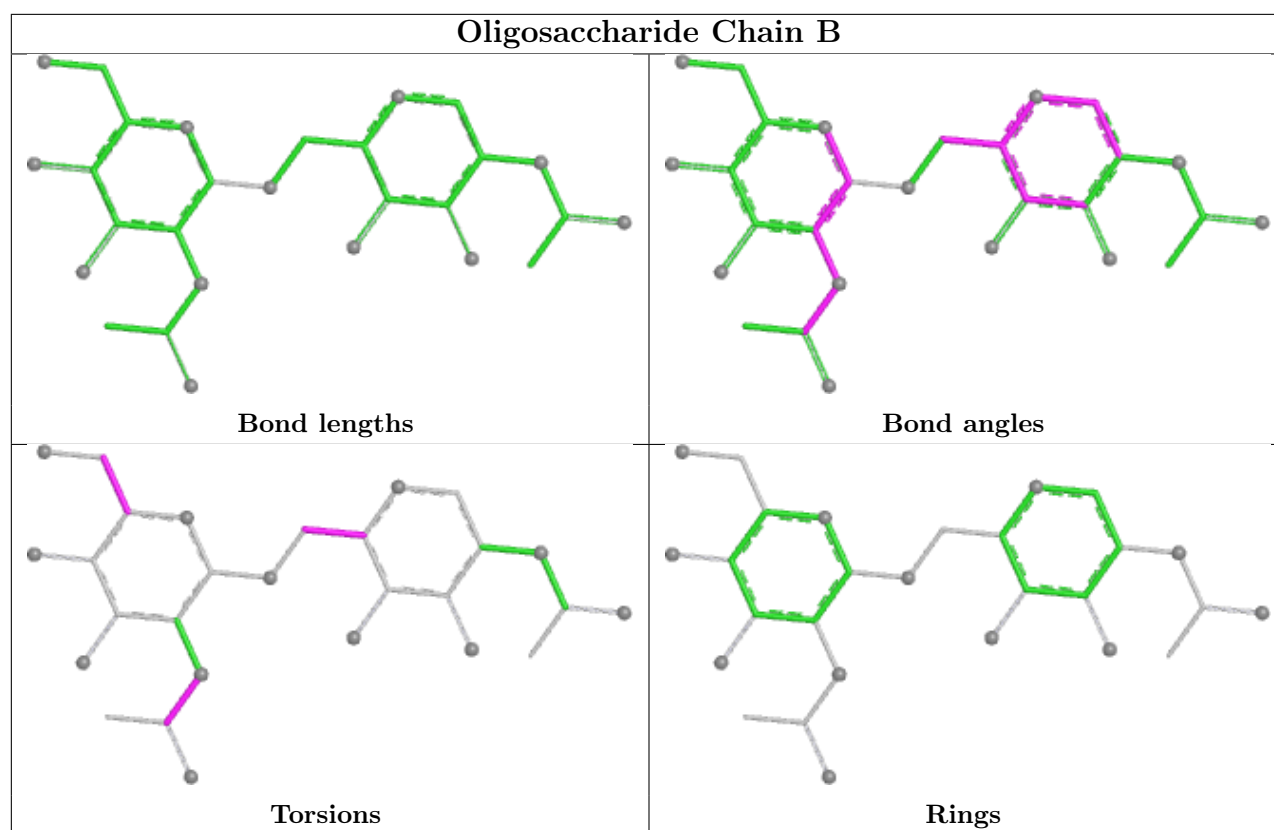 Oligosaccharide Chain B
Bond lengths
Bond angles
Torsions
Rings